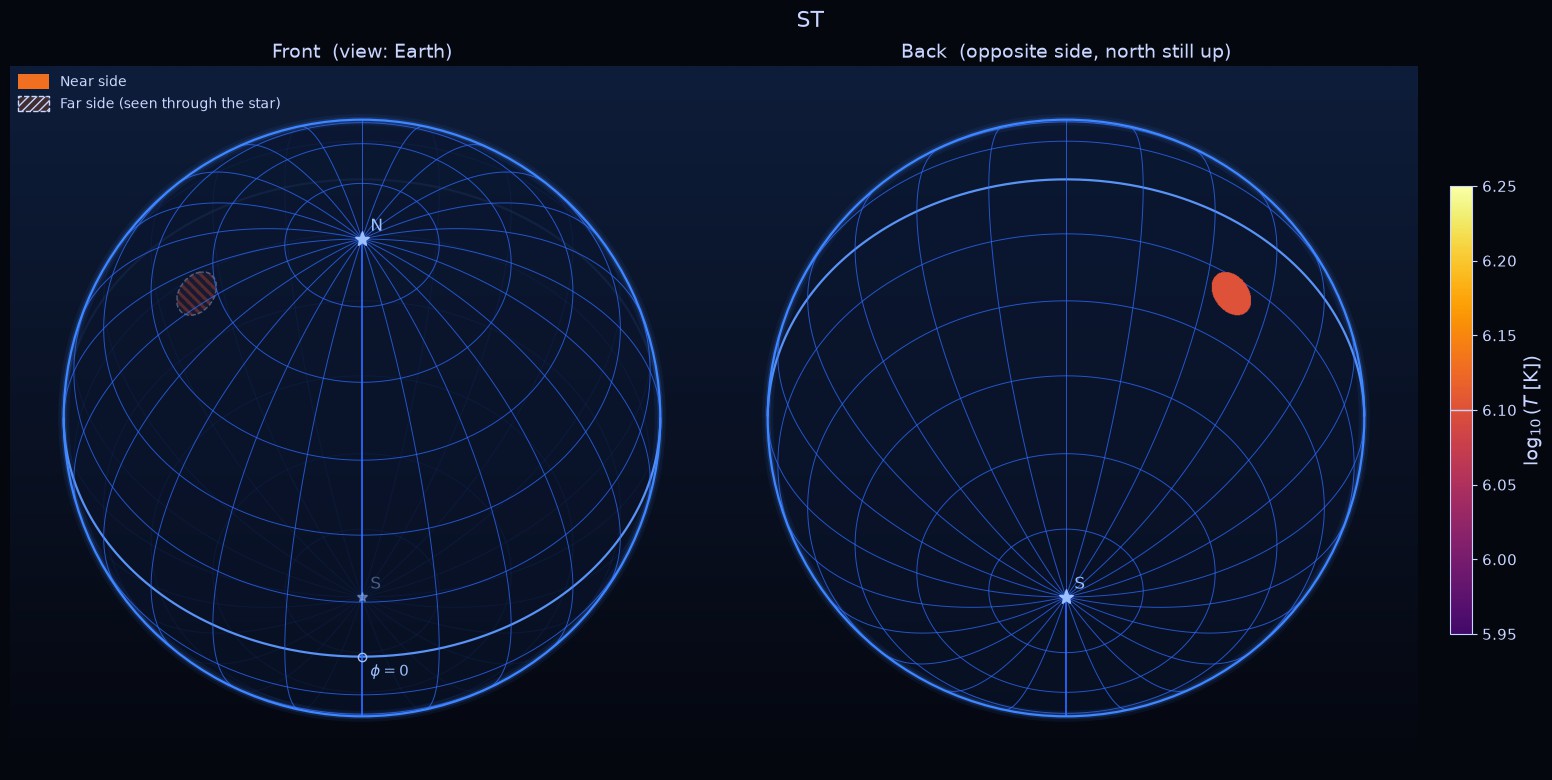 ST
Front (view: Earth)
Back (opposite side, north still up)
Near side
Far side (seen through the star)
N
S
ϕ = 0
S
6.25
6.20
6.15
6.10
6.05
6.00
5.95
log₁₀(T [K])